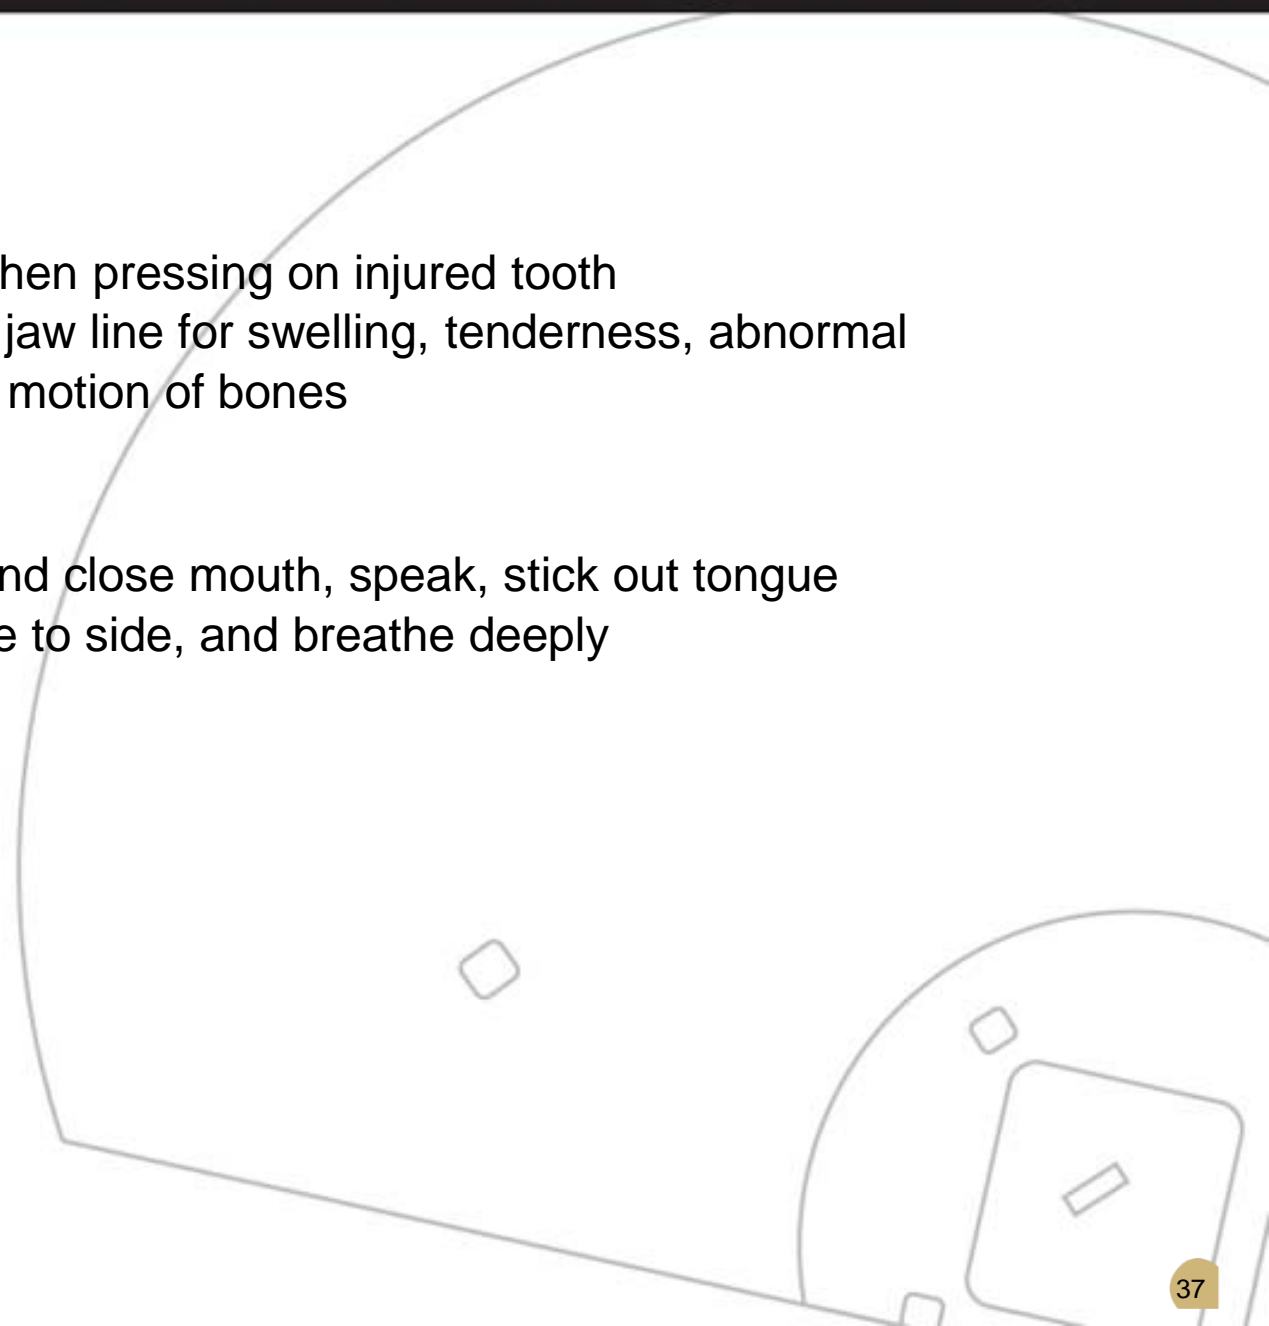 hen pressing on injured tooth
jaw line for swelling, tenderness, abnormal
motion of bones
nd close mouth, speak, stick out tongue
e to side, and breathe deeply
37